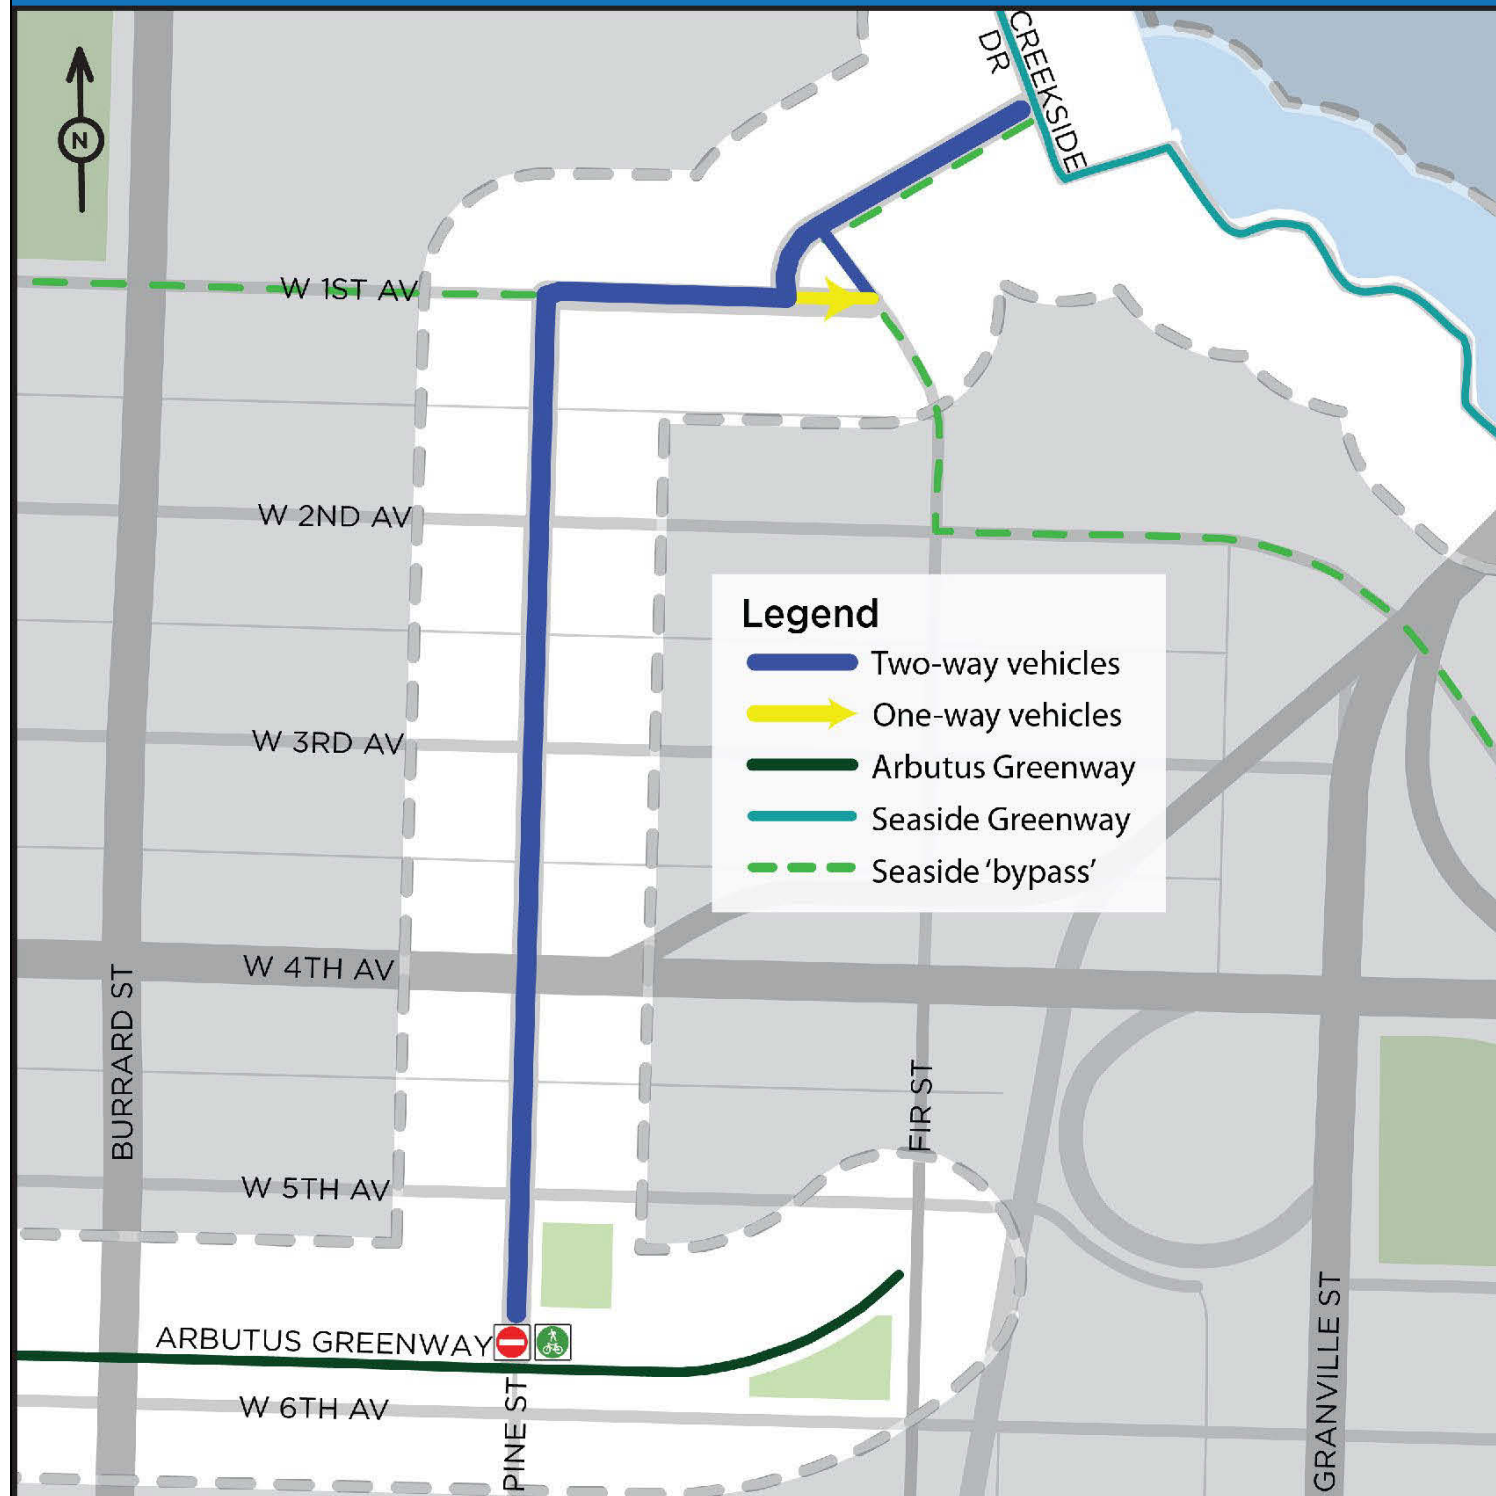 CREEKSIDE
DR
N
W 1ST AV
W 2ND AV
Legend
Two-way vehicles
One-way vehicles
Arbutus Greenway
Seaside Greenway
Seaside ‘bypass’
W 3RD AV
W 4TH AV
BURRARD ST
FIR ST
W 5TH AV
ARBUTUS GREENWAY
W 6TH AV
PINE ST
GRANVILLE ST